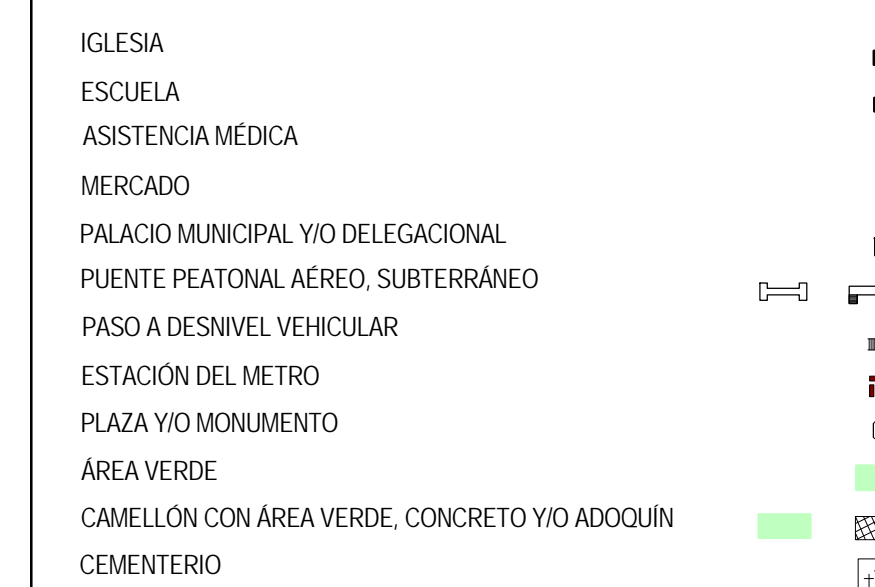 IGLESIA
ESCUELA
ASISTENCIA MÉDICA
MERCADO
PALACIO MUNICIPAL Y/O DELEGACIONAL
PUENTE PEATONAL AÉREO, SUBTERRÁNEO
PASO A DESNIVEL VEHICULAR
ESTACIÓN DEL METRO
PLAZA Y/O MONUMENTO
ÁREA VERDE
CAMELLÓN CON ÁREA VERDE, CONCRETO Y/O ADOQUÍN
CEMENTERIO